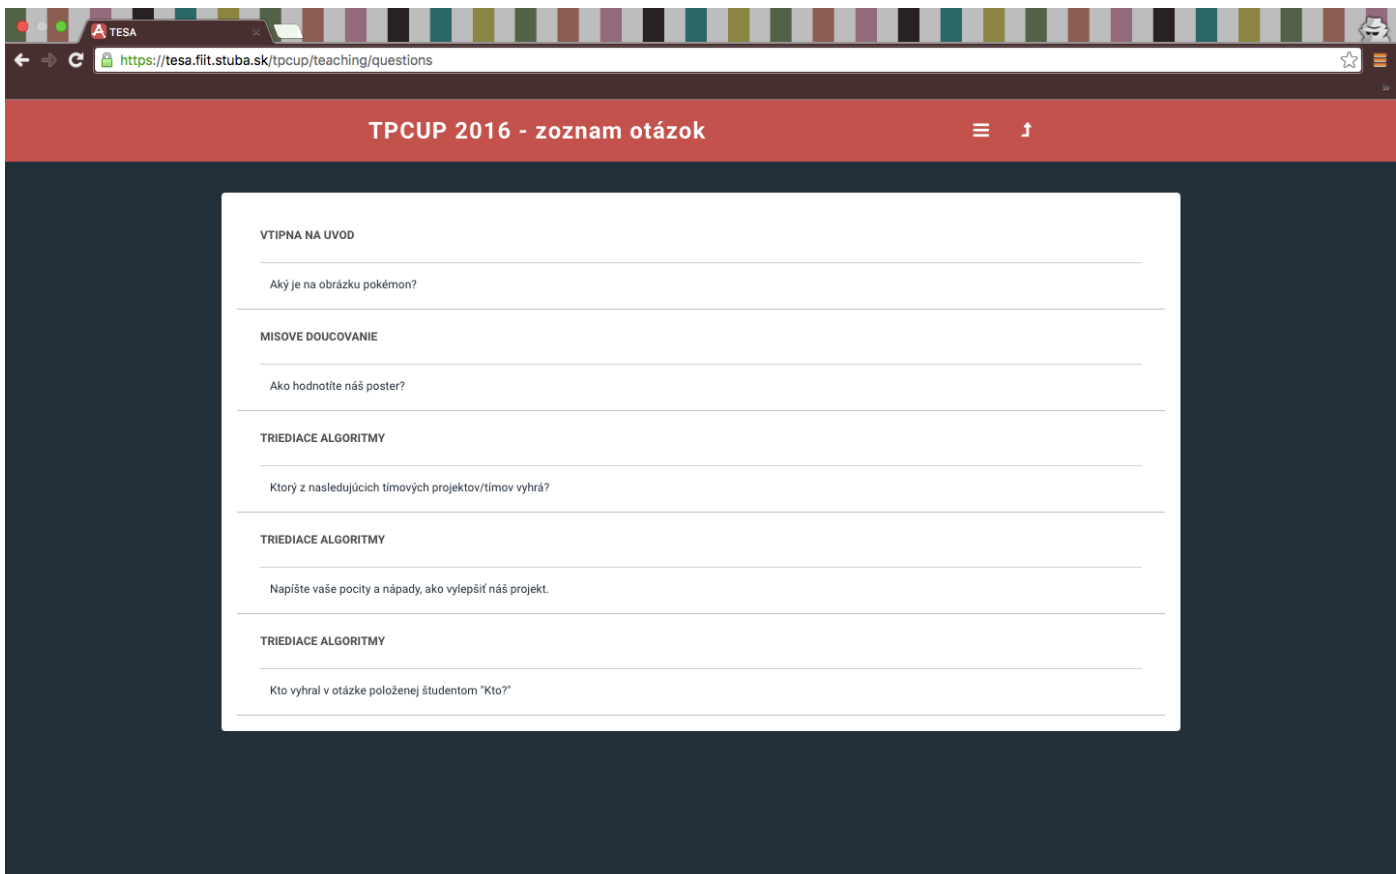 TESA
https://tesa.fiit.stuba.sk/tpcup/teaching/questions
TPCUP 2016 - zoznam otázok
VTIPNA NA UVOD
Aký je na obrázku pokémon?
MISOVE DOUCOVANIE
Ako hodnotíte náš poster?
TRIEDIACE ALGORITMY
Ktorý z nasledujúcich tímových projektov/tímov vyhrá?
TRIEDIACE ALGORITMY
Napíšte vaše pocity a nápady, ako vylepšiť náš projekt.
TRIEDIACE ALGORITMY
Kto vyhral v otázke položenej študentom "Kto?"